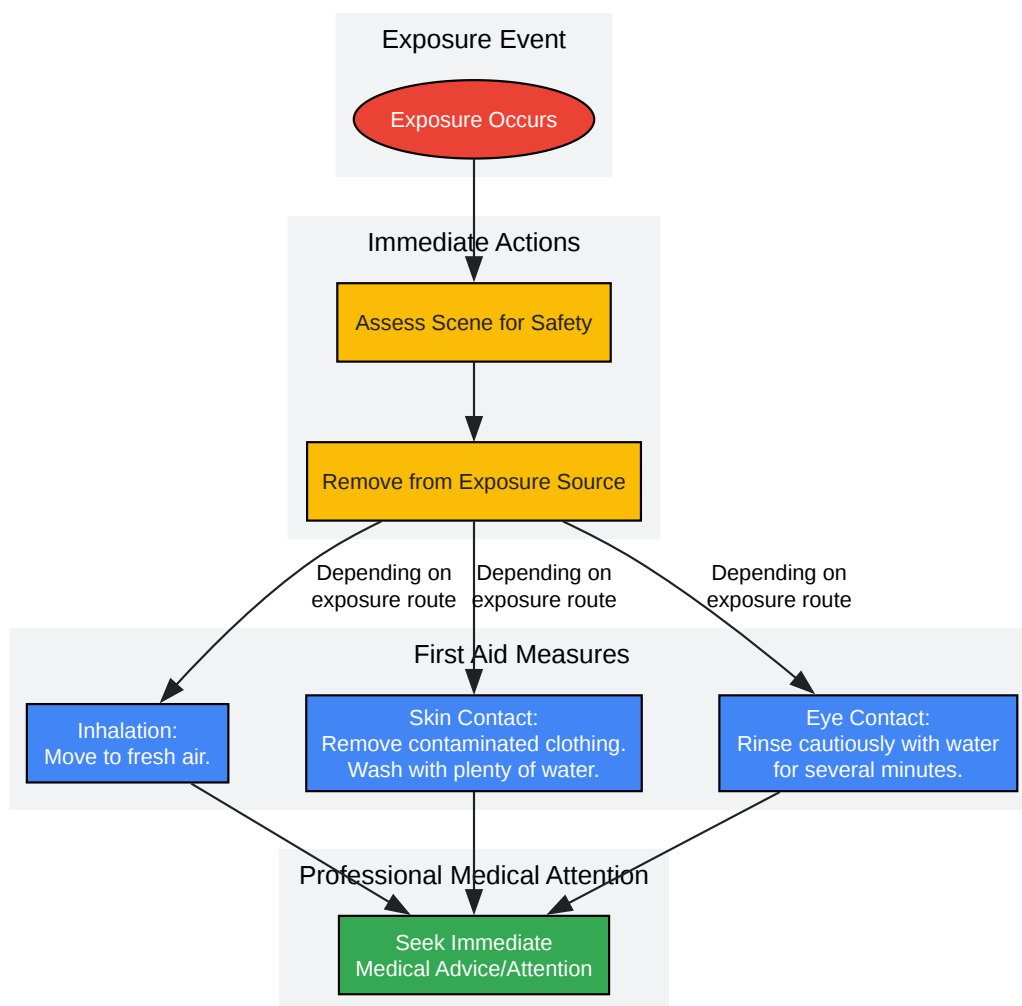 Exposure Event
Exposure Occurs
Immediate Actions
Assess Scene for Safety
Remove from Exposure Source
Depending on
exposure route
Depending on
exposure route
Depending on
exposure route
First Aid Measures
Inhalation:
Move to fresh air.
Skin Contact:
Remove contaminated clothing.
Wash with plenty of water.
Eye Contact:
Rinse cautiously with water
for several minutes.
Professional Medical Attention
Seek Immediate
Medical Advice/Attention